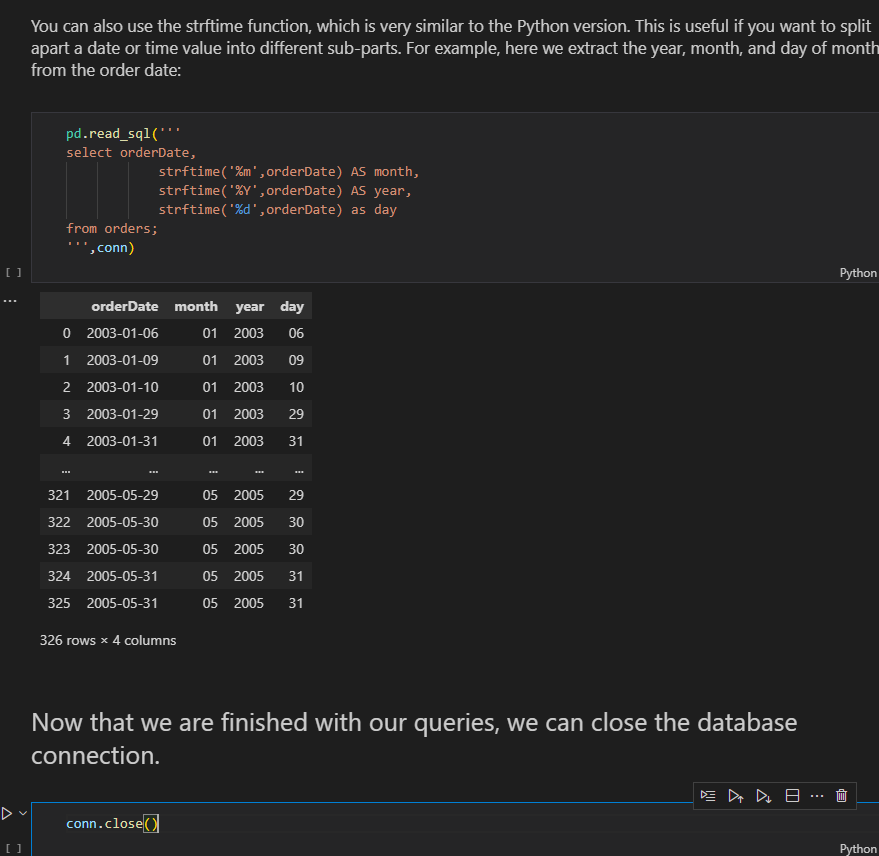 You can also use the strftime function, which is very similar to the Python version. This is useful if you want to split
apart a date or time value into different sub-parts. For example, here we extract the year, month, and day of month
from the order date:
pd.read_sql('''
select orderDate,
strftime('%m',orderDate) AS month,
strftime('%Y',orderDate) AS year,
strftime('%d',orderDate) as day
from orders;
''',conn)
[ ]
Python
...
orderDate month year day
0 2003-01-06 01 2003 06
1 2003-01-09 01 2003 09
2 2003-01-10 01 2003 10
3 2003-01-29 01 2003 29
4 2003-01-31 01 2003 31
... ... ... ... ...
321 2005-05-29 05 2005 29
322 2005-05-30 05 2005 30
323 2005-05-30 05 2005 30
324 2005-05-31 05 2005 31
325 2005-05-31 05 2005 31
326 rows × 4 columns
Now that we are finished with our queries, we can close the database
connection.
conn.close()
[ ]
Python